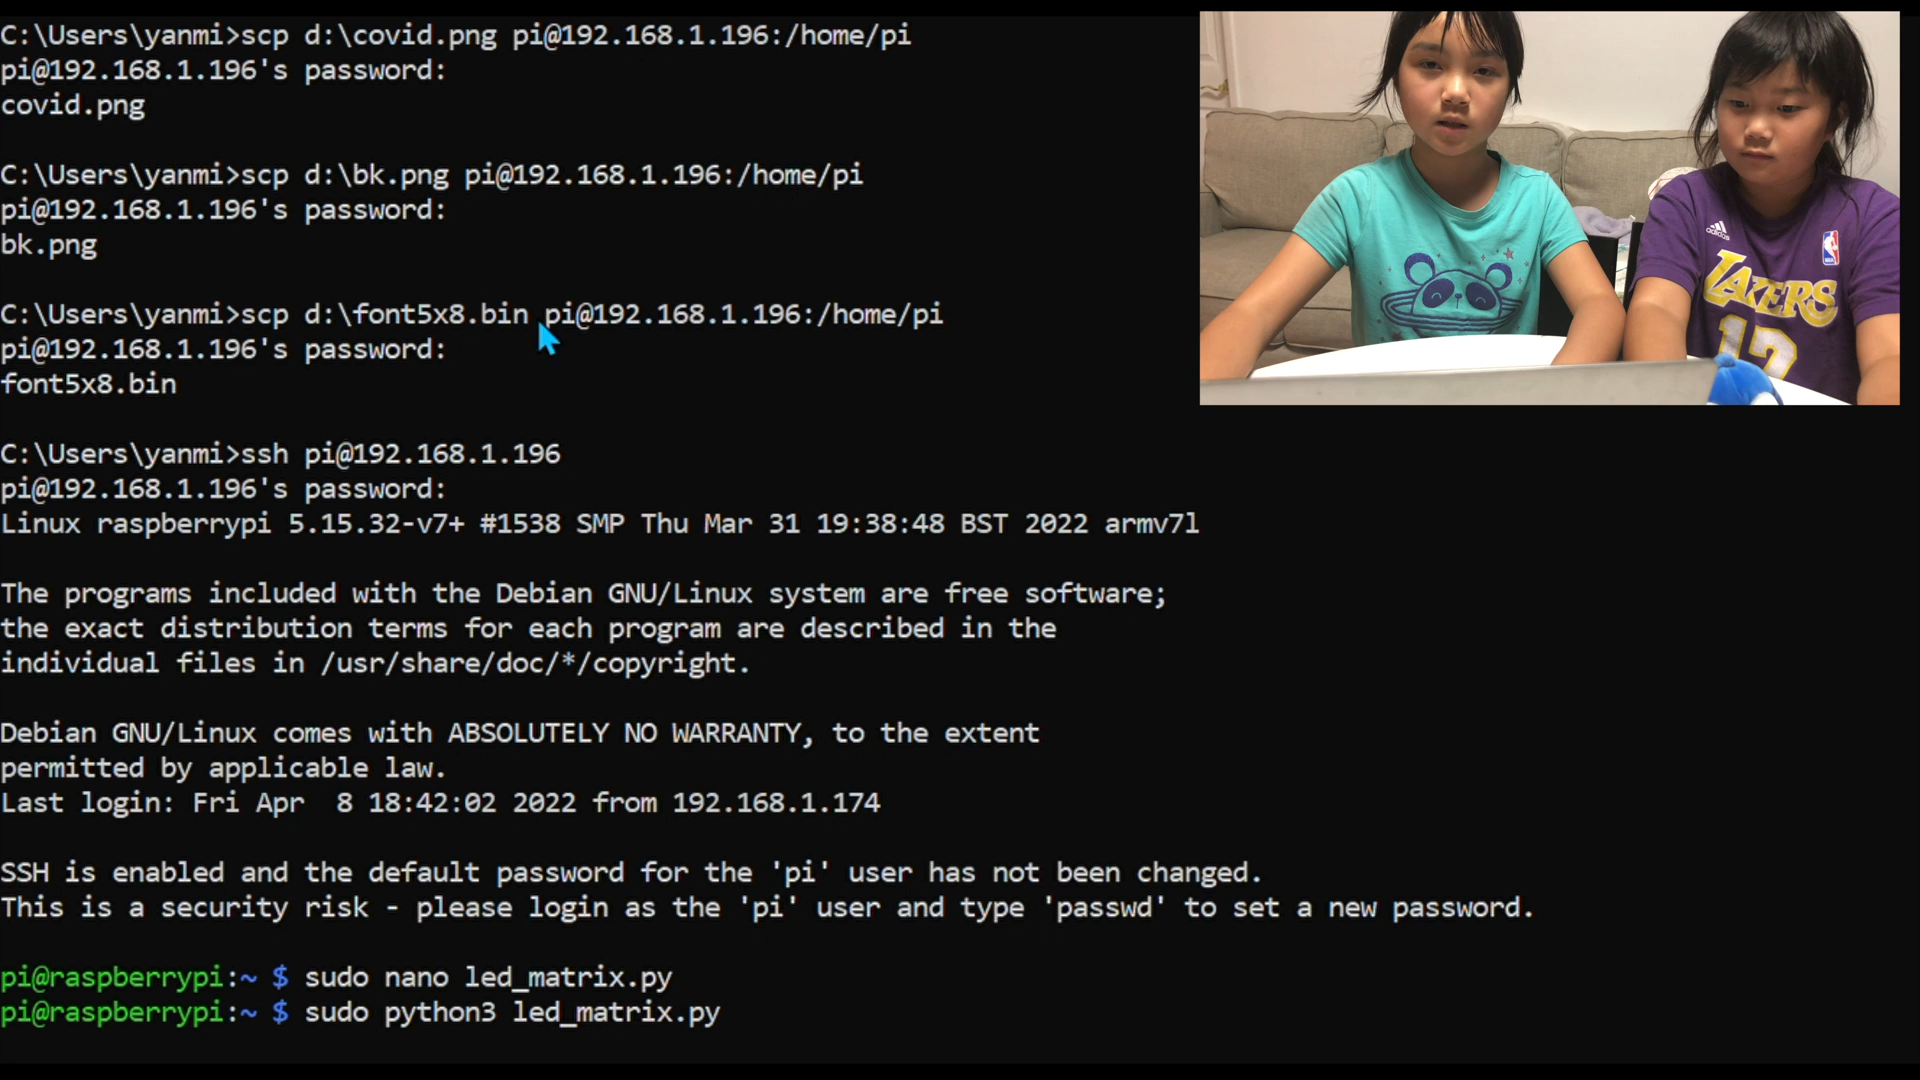 C:\Users\yanmi>scp d:\covid.png pi@192.168.1.196:/home/pi
pi@192.168.1.196's password:
covid.png
C:\Users\yanmi>scp d:\bk.png pi@192.168.1.196:/home/pi
pi@192.168.1.196's password:
bk.png
C:\Users\yanmi>scp d:\font5x8.bin pi@192.168.1.196:/home/pi
pi@192.168.1.196's password:
font5x8.bin
C:\Users\yanmi>ssh pi@192.168.1.196
pi@192.168.1.196's password:
Linux raspberrypi 5.15.32-v7+ #1538 SMP Thu Mar 31 19:38:48 BST 2022 armv7l
The programs included with the Debian GNU/Linux system are free software;
the exact distribution terms for each program are described in the
individual files in /usr/share/doc/*/copyright.
Debian GNU/Linux comes with ABSOLUTELY NO WARRANTY, to the extent
permitted by applicable law.
Last login: Fri Apr  8 18:42:02 2022 from 192.168.1.174
SSH is enabled and the default password for the 'pi' user has not been changed.
This is a security risk - please login as the 'pi' user and type 'passwd' to set a new password.
pi@raspberrypi:~ $ sudo nano led_matrix.py
pi@raspberrypi:~ $ sudo python3 led_matrix.py
adidas
LAKERS
12